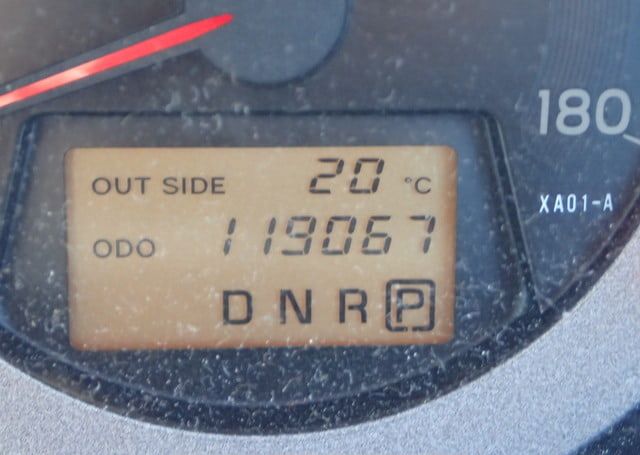 180
OUT SIDE 20 °C
XA01-A
ODO 119067
D N R P